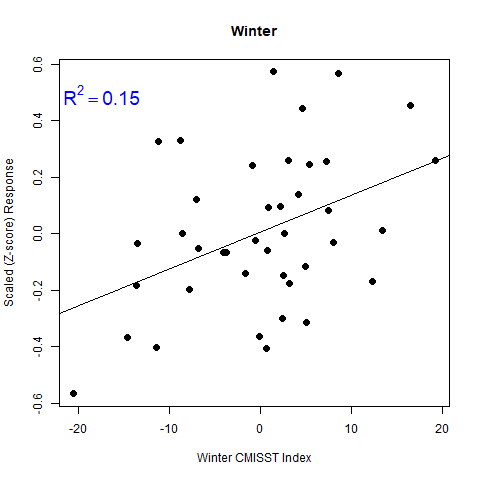 Winter
R² = 0.15
Scaled (Z-score) Response
0.6
0.4
0.2
0.0
-0.2
-0.4
-0.6
-20 -10 0 10 20
Winter CMISST Index